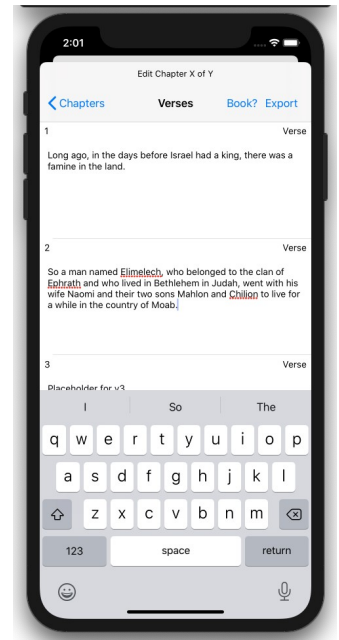 2:01
Edit Chapter X of Y
Chapters Verses Book? Export
1 Verse
Long ago, in the days before Israel had a king, there was a
famine in the land.
2 Verse
So a man named Elimelech, who belonged to the clan of
Ephrath and who lived in Bethlehem in Judah, went with his
wife Naomi and their two sons Mahlon and Chilion to live for
a while in the country of Moab.
3 Verse
Placeholder for v3
I So The
q w e r t y u i o p
a s d f g h j k l
z x c v b n m
123 space return